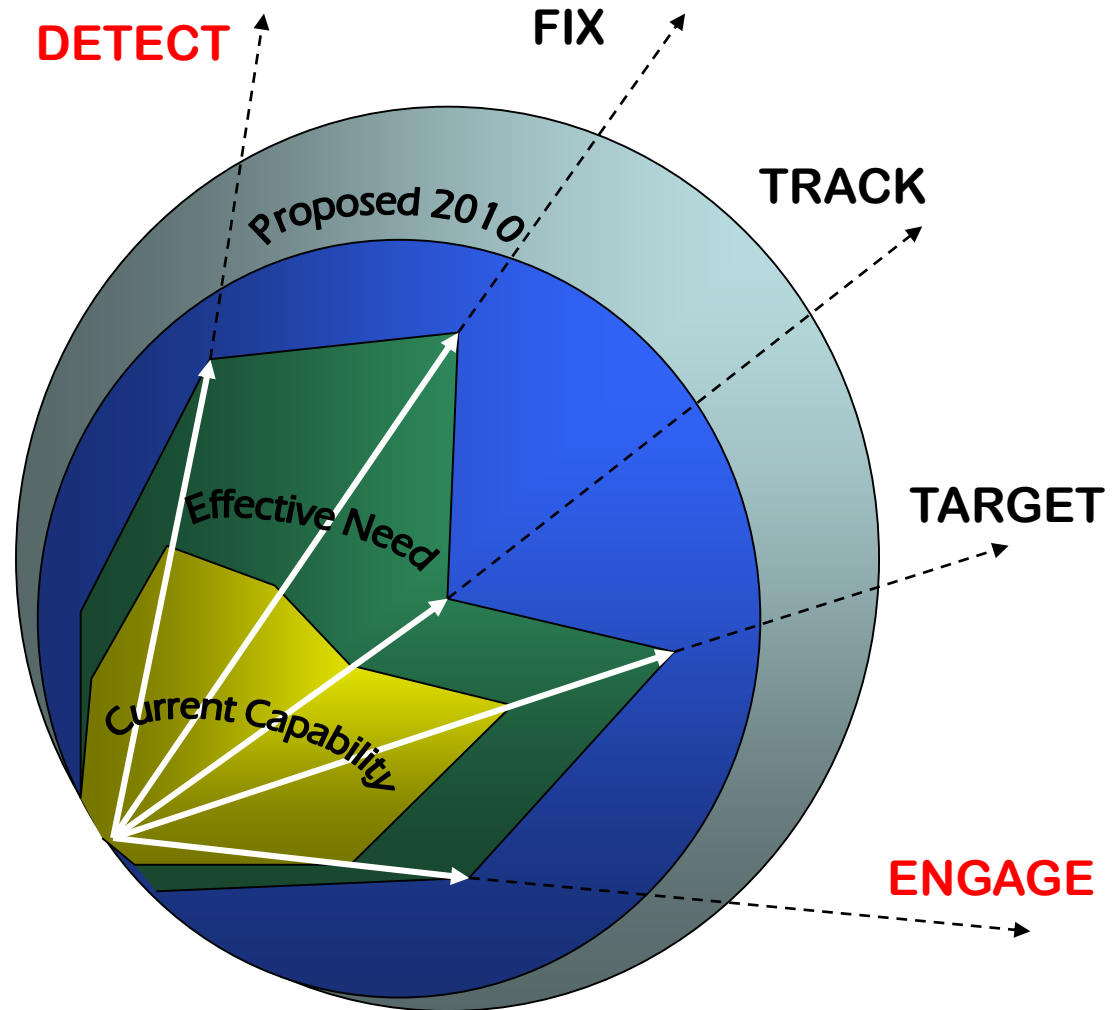 DETECT
FIX
TRACK
Proposed 2010
TARGET
Effective Need
Current Capability
ENGAGE